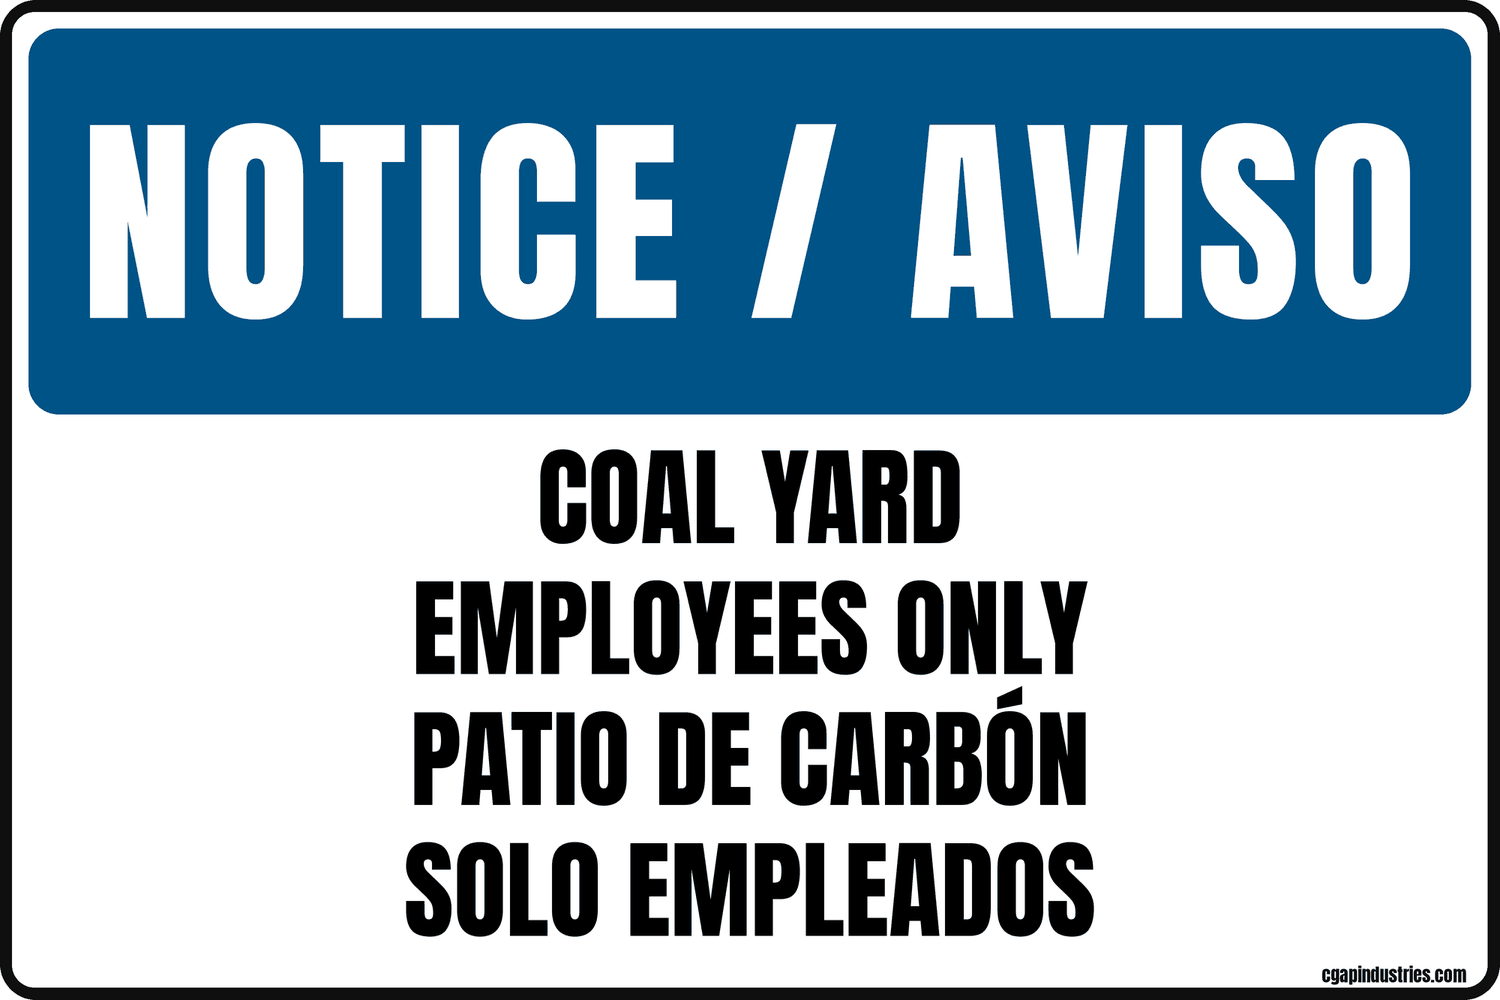 NOTICE / AVISO
COAL YARD
EMPLOYEES ONLY
PATIO DE CARBÓN
SOLO EMPLEADOS
cgapindustries.com